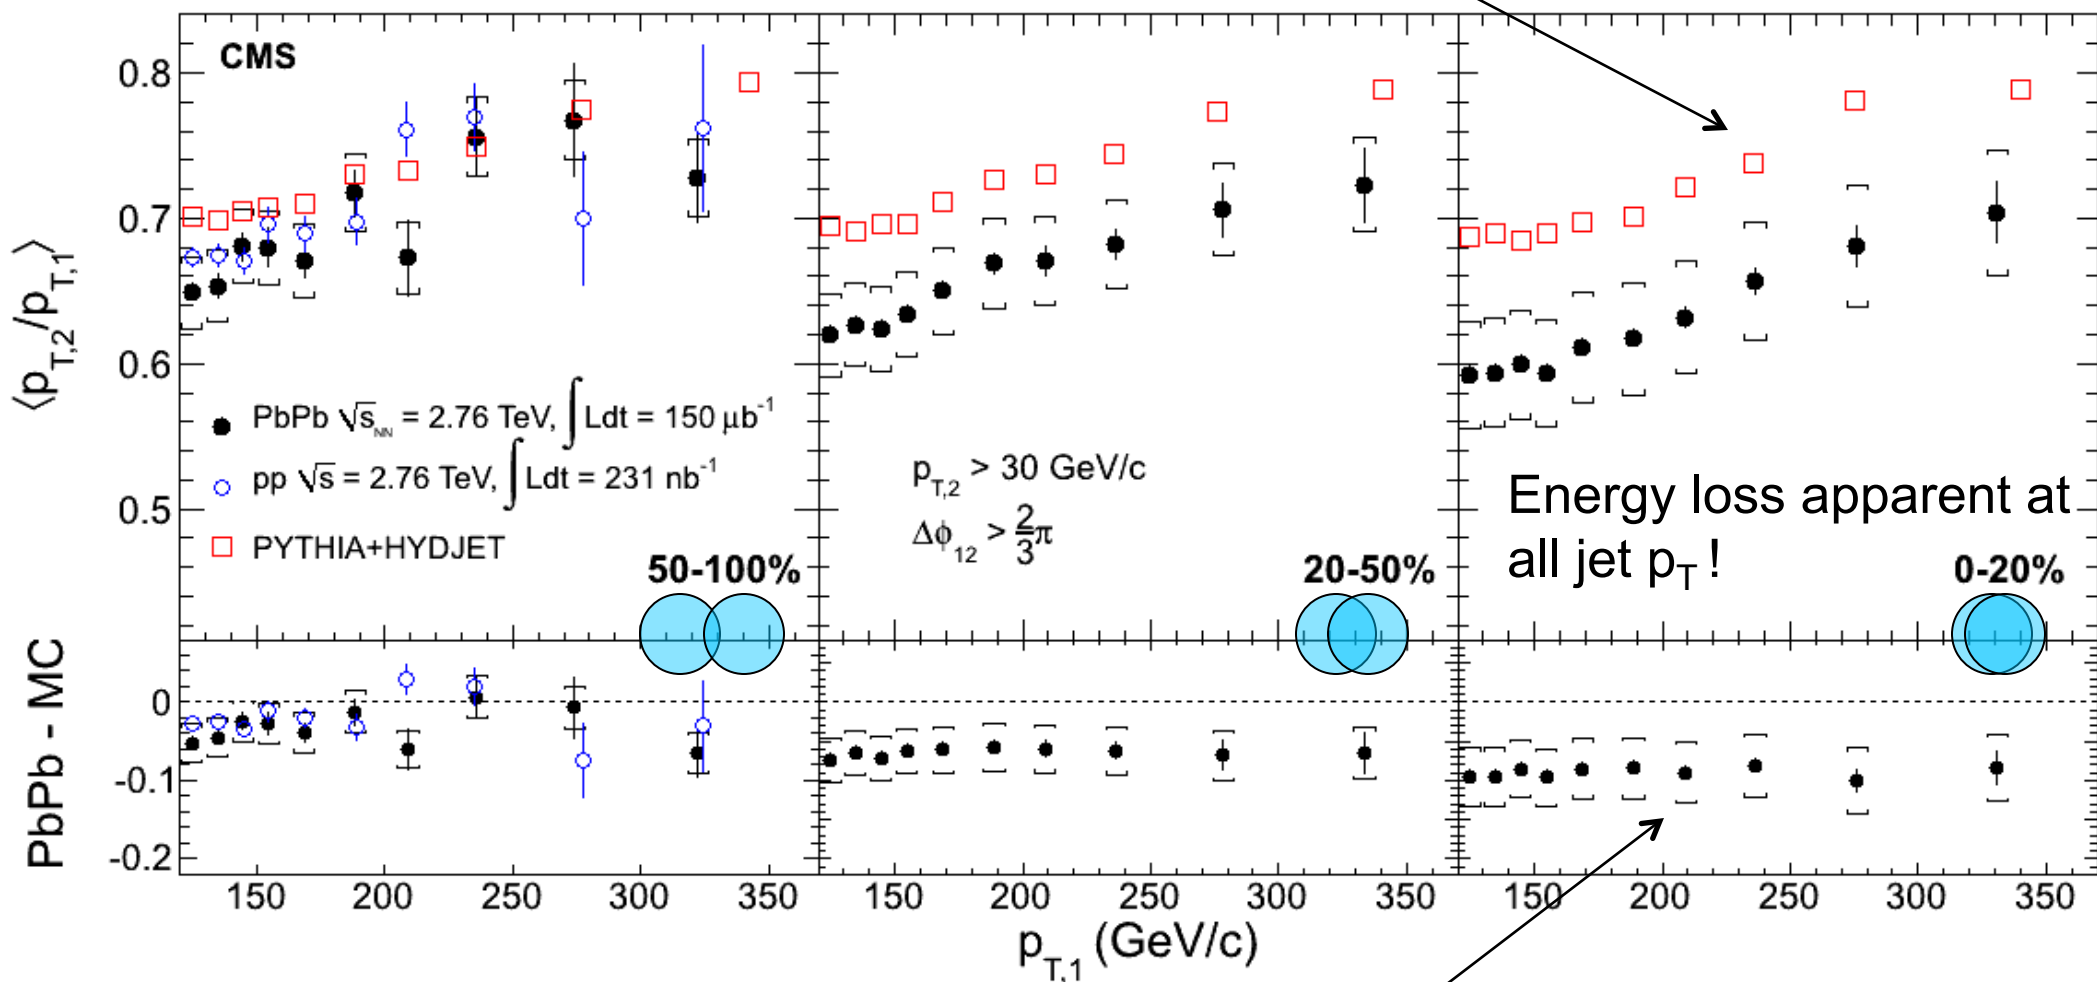 CMS
0.8
0.7
0.6
0.5
⟨p_T,2/p_T,1⟩
PbPb √s_NN = 2.76 TeV, ∫Ldt = 150 μb⁻¹
pp √s = 2.76 TeV, ∫Ldt = 231 nb⁻¹
PYTHIA+HYDJET
50-100%
p_T,2 > 30 GeV/c
Δϕ_12 > 2/3 π
20-50%
Energy loss apparent at
all jet p_T !
0-20%
PbPb - MC
0
-0.1
-0.2
150 200 250 300 350 150 200 250 300 350 150 200 250 300 350
p_T,1 (GeV/c)